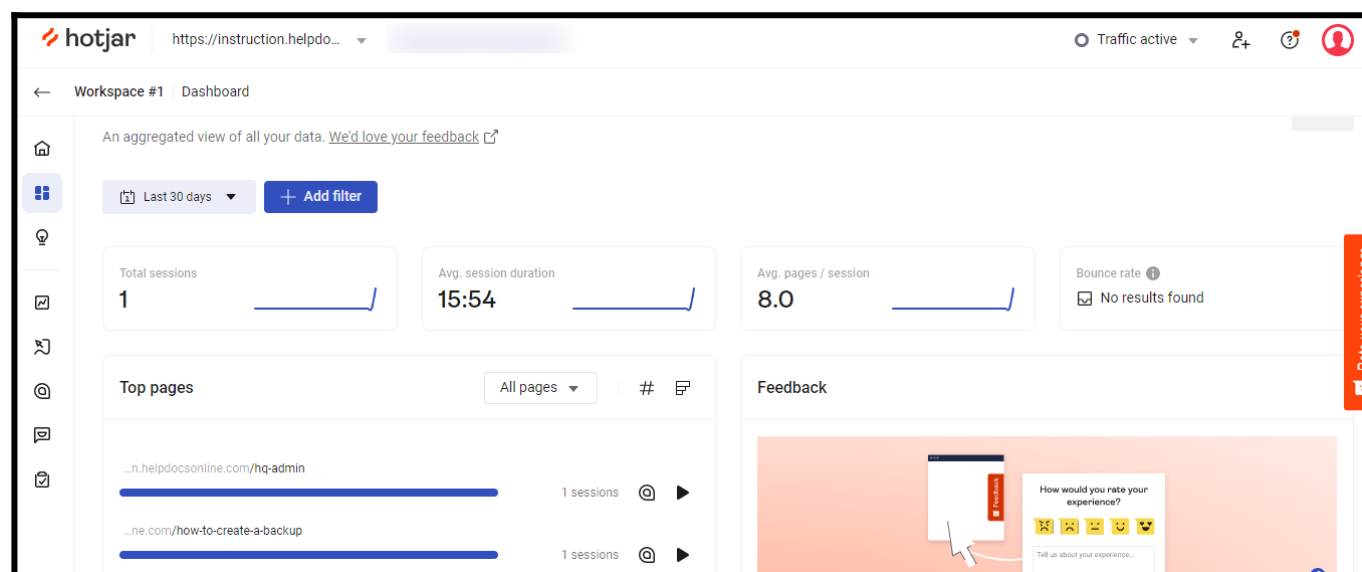 hotjar
https://instruction.helpdo...
Traffic active
Workspace #1 Dashboard
An aggregated view of all your data. We'd love your feedback
Last 30 days
+ Add filter
Total sessions
1
Avg. session duration
15:54
Avg. pages / session
8.0
Bounce rate
No results found
Top pages
All pages
#
Feedback
...n.helpdocsonline.com/hq-admin
1 sessions
...ne.com/how-to-create-a-backup
1 sessions
Feedback
How would you rate your
experience?
Tell us about your experience...